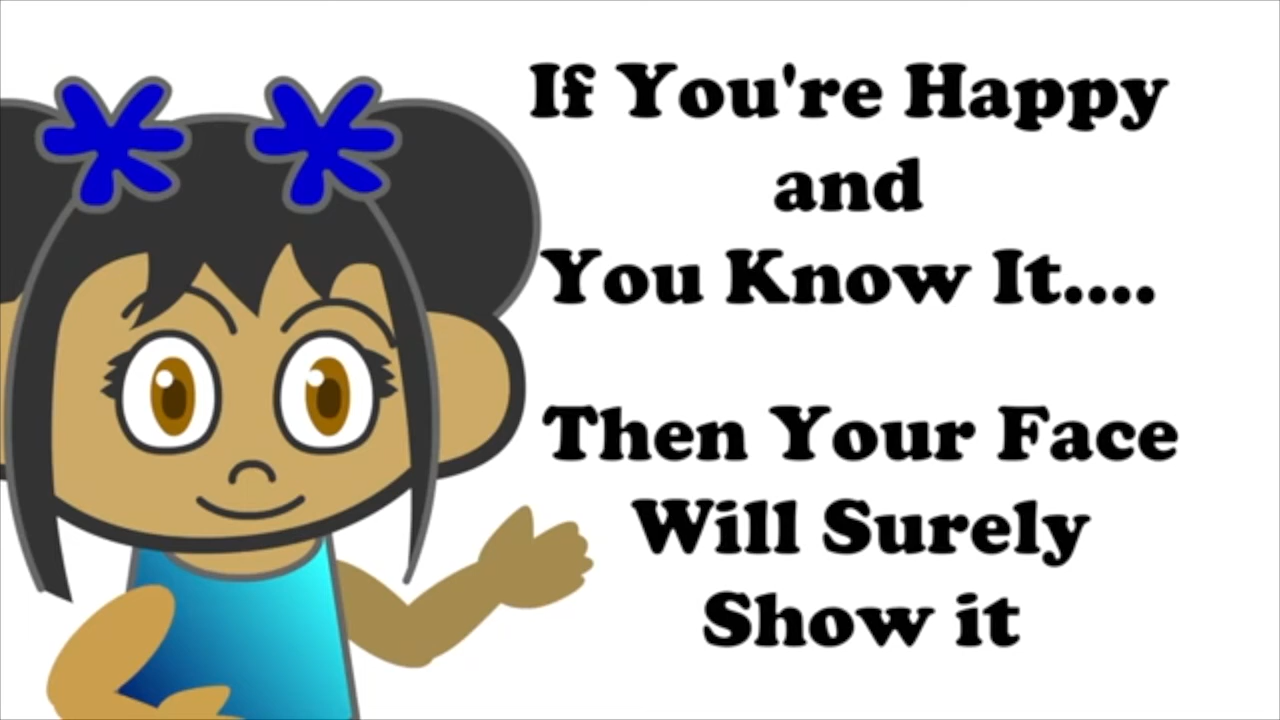 If You're Happy
and
You Know It....
Then Your Face
Will Surely
Show it